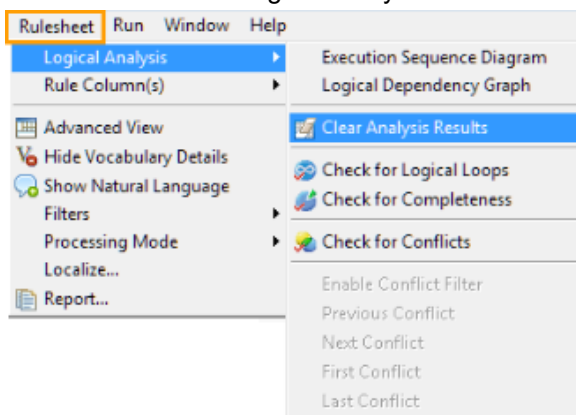 Rulesheet Run Window Help
Logical Analysis
Rule Column(s)
Advanced View
Hide Vocabulary Details
Show Natural Language
Filters
Processing Mode
Localize...
Report...
Execution Sequence Diagram
Logical Dependency Graph
Clear Analysis Results
Check for Logical Loops
Check for Completeness
Check for Conflicts
Enable Conflict Filter
Previous Conflict
Next Conflict
First Conflict
Last Conflict